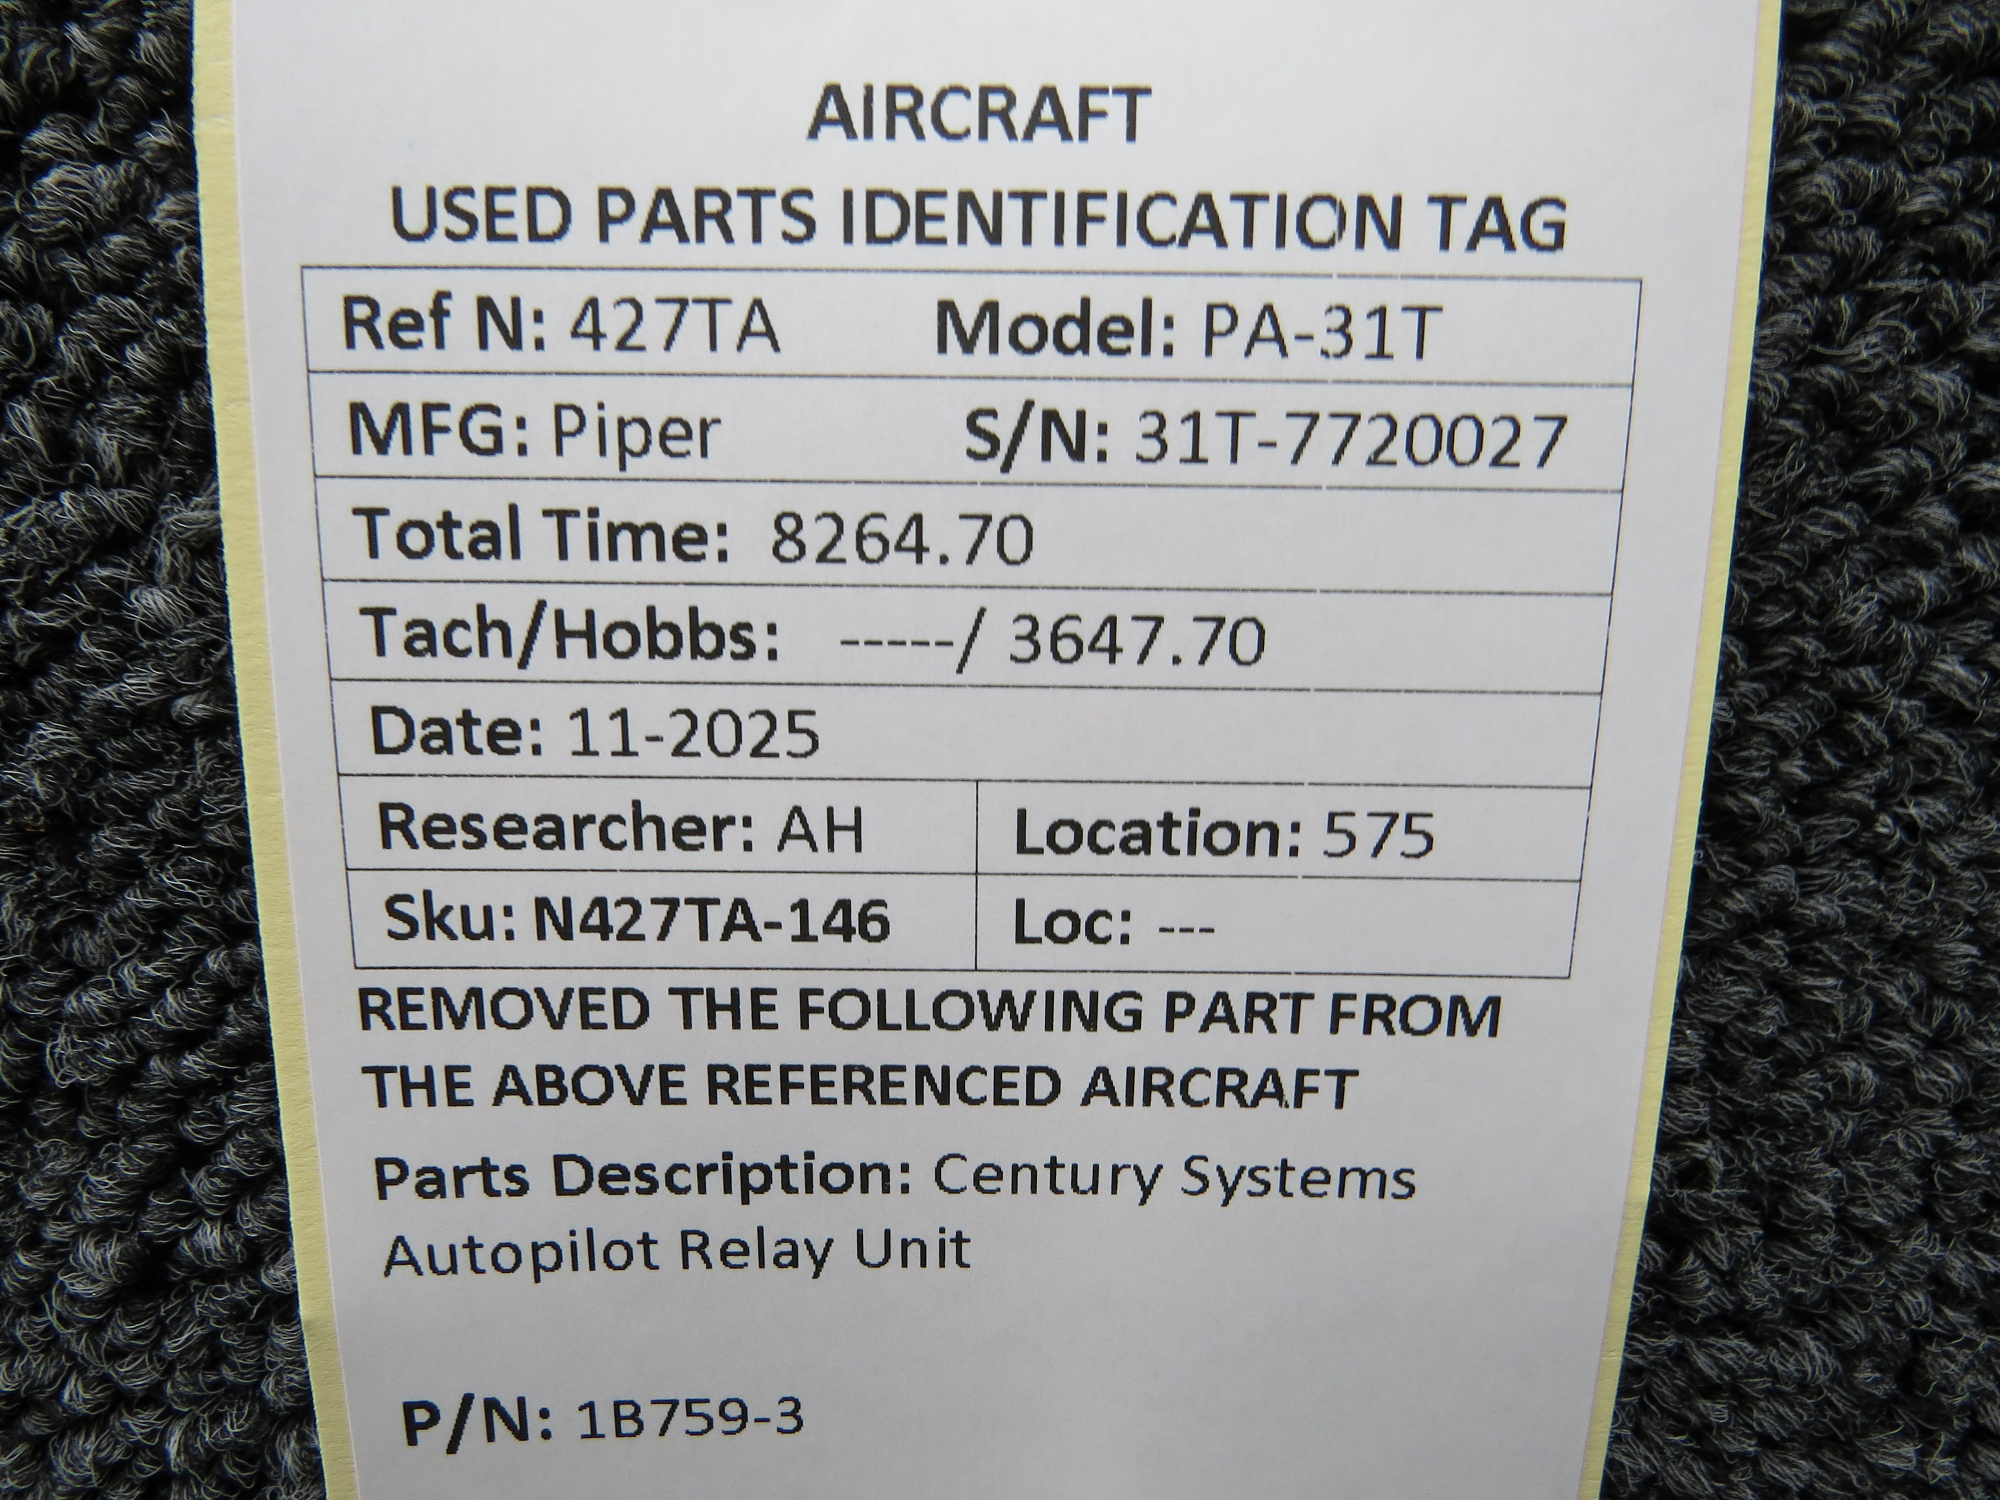 AIRCRAFT
USED PARTS IDENTIFICATION TAG
Ref N: 427TA Model: PA-31T
MFG: Piper S/N: 31T-7720027
Total Time: 8264.70
Tach/Hobbs: -----/ 3647.70
Date: 11-2025
Researcher: AH Location: 575
Sku: N427TA-146 Loc: ---
REMOVED THE FOLLOWING PART FROM
THE ABOVE REFERENCED AIRCRAFT
Parts Description: Century Systems
Autopilot Relay Unit
P/N: 1B759-3